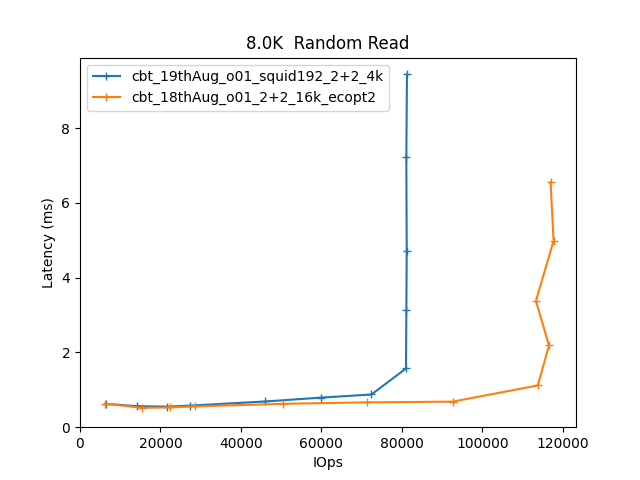 8.0K  Random Read
cbt_19thAug_o01_squid192_2+2_4k
cbt_18thAug_o01_2+2_16k_ecopt2
Latency (ms)
8
6
4
2
0
0 20000 40000 60000 80000 100000 120000
IOps